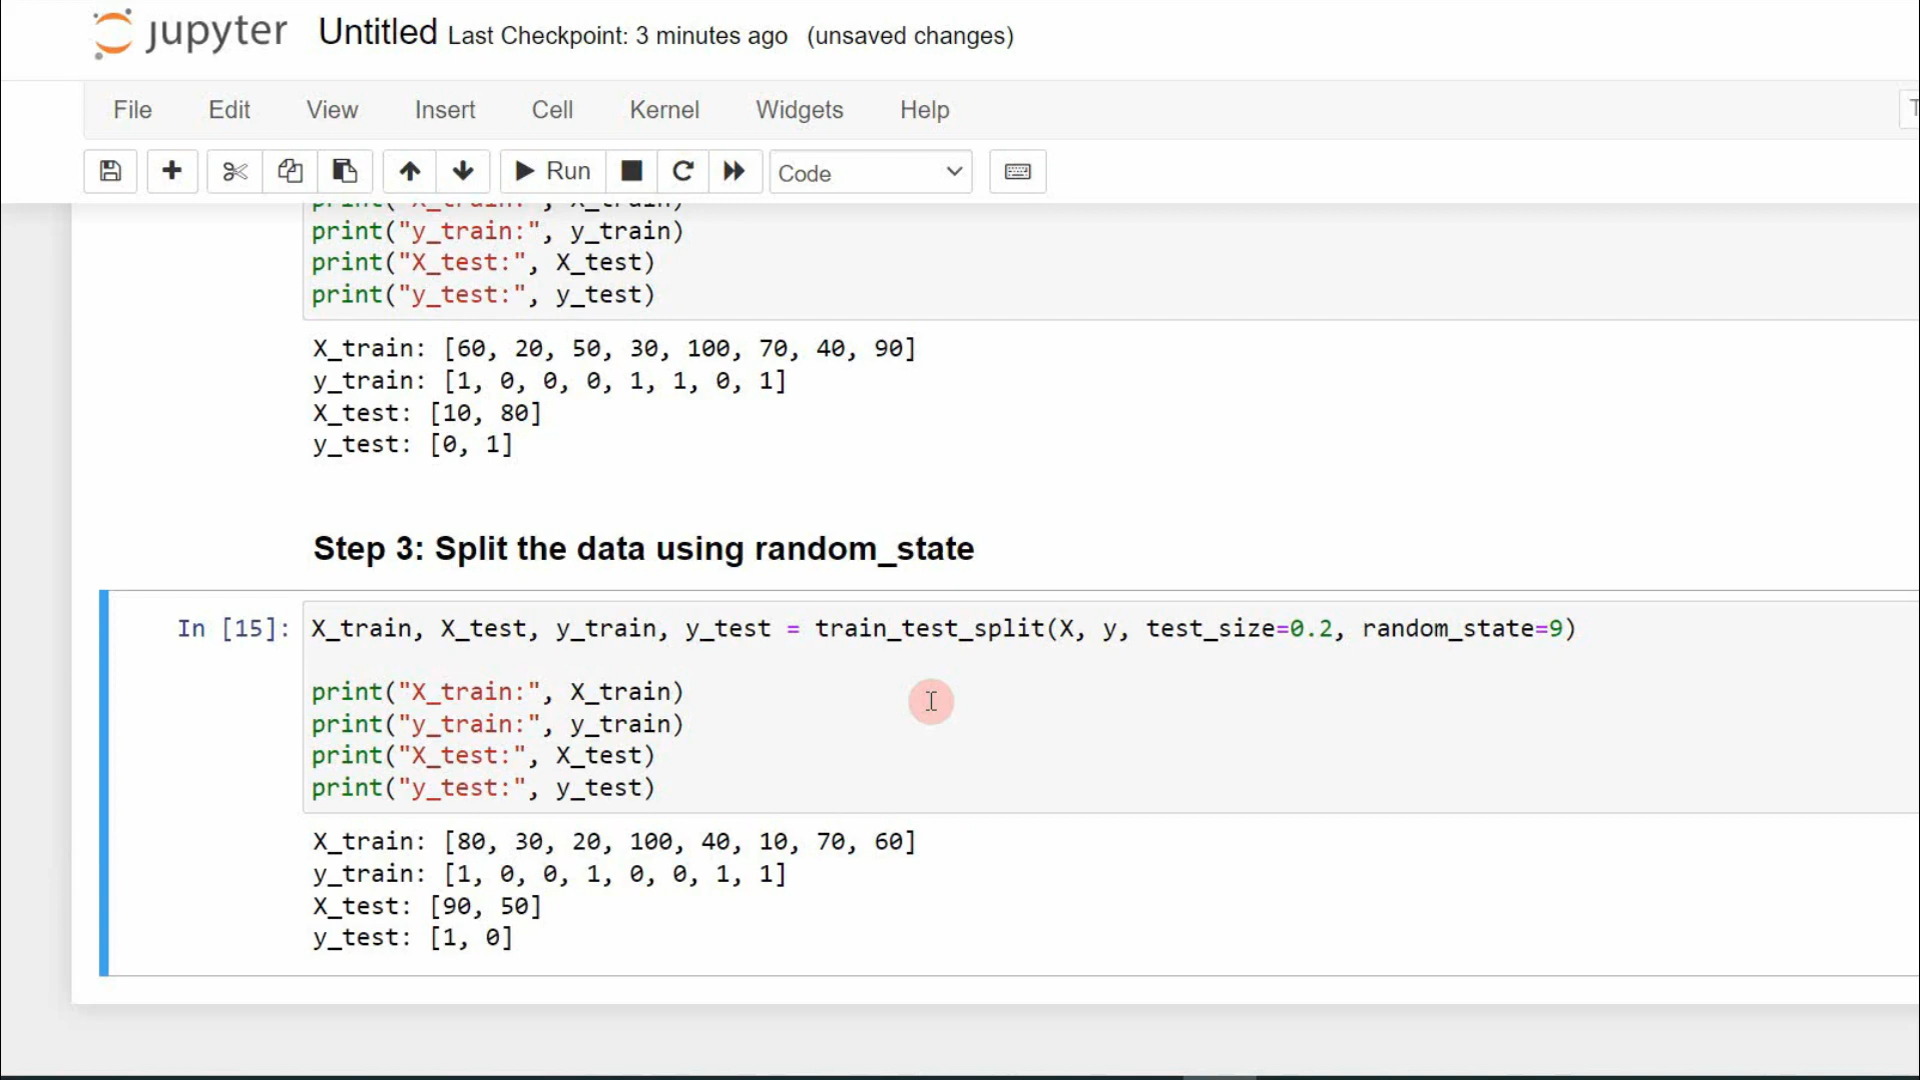 jupyter Untitled Last Checkpoint: 3 minutes ago (unsaved changes)
File Edit View Insert Cell Kernel Widgets Help
Run Code
print("X_train:", X_train)
print("y_train:", y_train)
print("X_test:", X_test)
print("y_test:", y_test)
X_train: [60, 20, 50, 30, 100, 70, 40, 90]
y_train: [1, 0, 0, 0, 1, 1, 0, 1]
X_test: [10, 80]
y_test: [0, 1]
Step 3: Split the data using random_state
In [15]: X_train, X_test, y_train, y_test = train_test_split(X, y, test_size=0.2, random_state=9)
print("X_train:", X_train)
print("y_train:", y_train)
print("X_test:", X_test)
print("y_test:", y_test)
X_train: [80, 30, 20, 100, 40, 10, 70, 60]
y_train: [1, 0, 0, 1, 0, 0, 1, 1]
X_test: [90, 50]
y_test: [1, 0]